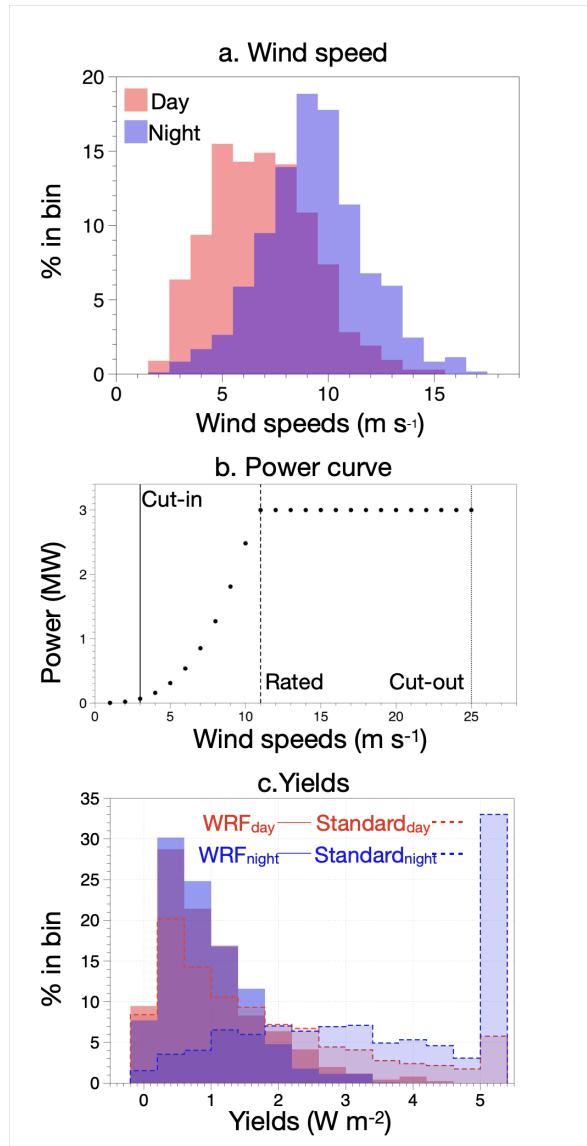 a. Wind speed
20
15
10
5
0
% in bin
Day
Night
0 5 10 15
Wind speeds (m s-1)
b. Power curve
3
2
1
0
Power (MW)
Cut-in
Rated Cut-out
0 5 10 15 20 25
Wind speeds (m s-1)
c.Yields
35
30
25
20
15
10
5
0
% in bin
WRFday Standardday
WRFnight Standardnight
0 1 2 3 4 5
Yields (W m-2)